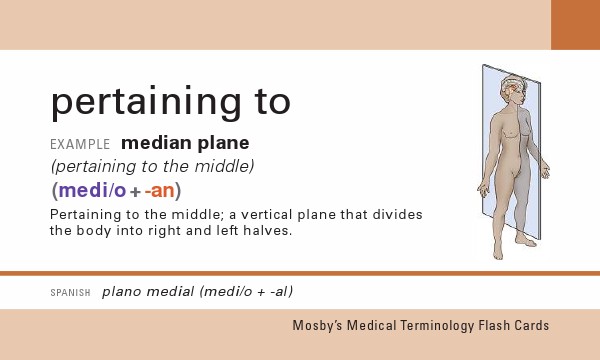 pertaining to
EXAMPLE median plane
(pertaining to the middle)
(medi/o + -an)
Pertaining to the middle; a vertical plane that divides
the body into right and left halves.
SPANISH plano medial (medi/o + -al)
Mosby's Medical Terminology Flash Cards